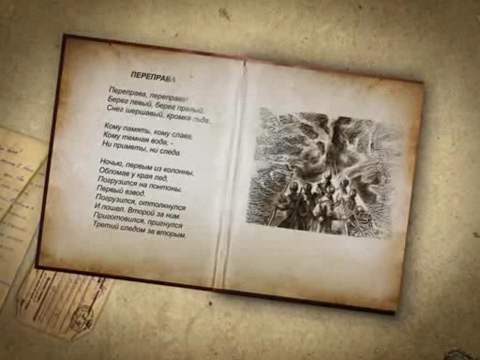 ПЕРЕПРАВА
Переправа, переправа!
Берег левый, берег правый,
Снег шершавый, кромка льда..
Кому память, кому слава,
Кому темная вода, -
Ни приметы, ни следа.
Ночью, первым из колонны,
Обломав у края лед,
Погрузился на понтоны.
Первый взвод.
Погрузился, оттолкнулся
И пошел. Второй за ним.
Приготовился, пригнулся
Третий следом за вторым.